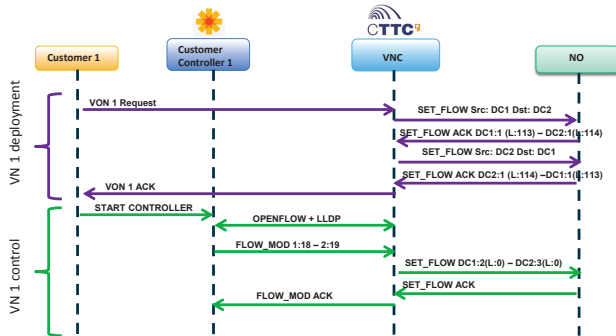 CTTC9
Customer 1
Customer
Controller 1
VNC
NO
VN 1 deployment
VON 1 Request
SET_FLOW Src: DC1 Dst: DC2
SET_FLOW ACK DC1:1 (L:113) – DC2:1(L:114)
SET_FLOW Src: DC2 Dst: DC1
SET_FLOW ACK DC2:1 (L:114) –DC1:1(L:113)
VON 1 ACK
VN 1 control
START CONTROLLER
OPENFLOW + LLDP
FLOW_MOD 1:18 – 2:19
SET_FLOW DC1:2(L:0) – DC2:3(L:0)
SET_FLOW ACK
FLOW_MOD ACK